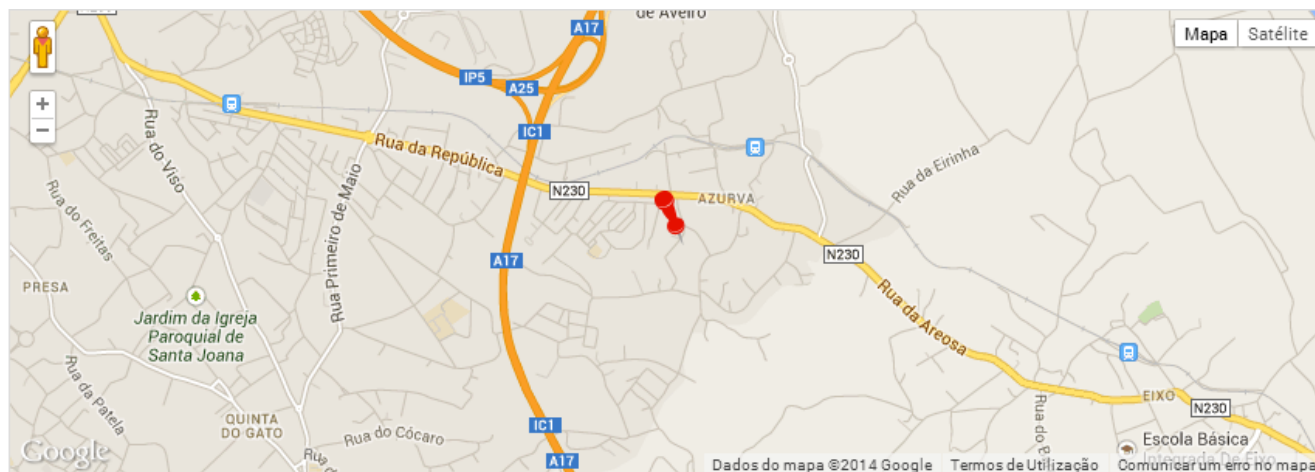 de Aveiro
A17
Mapa
Satélite
IP5
A25
+
−
IC1
Rua do Viso
Rua Primeiro de Maio
Rua da República
Rua da Eirinha
N230
AZURVA
Rua do Freitas
N230
A17
PRESA
Jardim da Igreja
Paroquial de
Santa Joana
Rua da Areosa
Rua da Patela
EIXO
N230
QUINTA
DO GATO
IC1
Rua do Cócaro
Escola Básica
Integrada De Eixo
A17
Google
Dados do mapa ©2014 Google
Termos de Utilização
Comunicar um erro no mapa